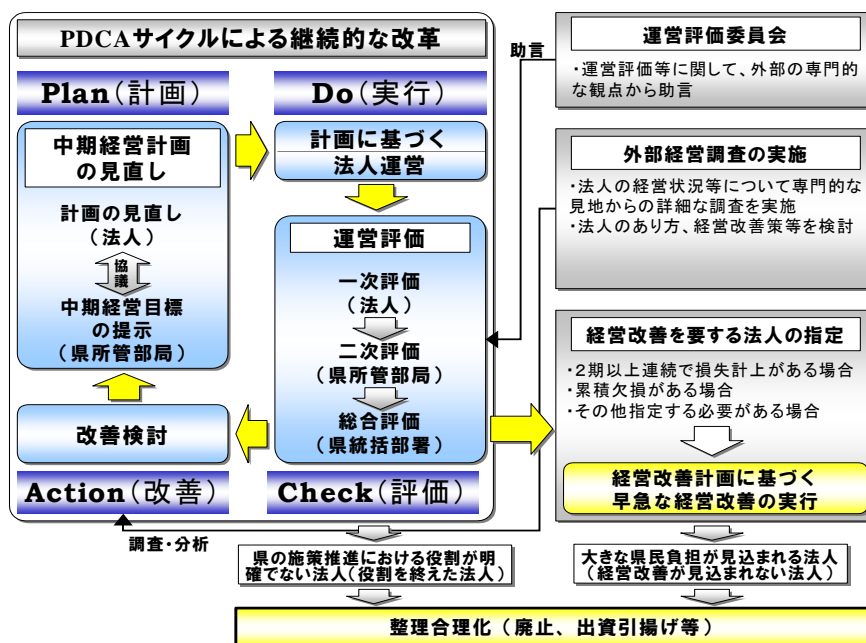 PDCAサイクルによる継続的な改革
Plan(計画)
Do(実行)
中期経営計画
の見直し
計画の見直し
(法人)
協
議
中期経営目標
の提示
(県所管部局)
計画に基づく
法人運営
運営評価
一次評価
(法人)
二次評価
(県所管部局)
総合評価
(県統括部署)
改善検討
Action(改善)
Check(評価)
助言
調査・分析
運営評価委員会
・運営評価等に関して、外部の専門的
な観点から助言
外部経営調査の実施
・法人の経営状況等について専門的な
見地からの詳細な調査を実施
・法人のあり方、経営改善策等を検討
経営改善を要する法人の指定
・2期以上連続で損失計上がある場合
・累積欠損がある場合
・その他指定する必要がある場合
経営改善計画に基づく
早急な経営改善の実行
県の施策推進における役割が明
確でない法人(役割を終えた法人)
大きな県民負担が見込まれる法人
(経営改善が見込まれない法人)
整理合理化(廃止、出資引揚げ等)